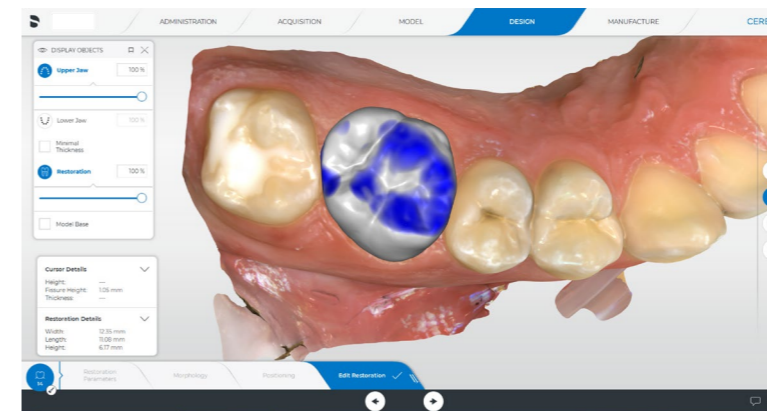 ADMINISTRATION
ACQUISITION
MODEL
DESIGN
MANUFACTURE
CERE
DISPLAY OBJECTS
Upper Jaw 100 %
Lower Jaw 100 %
Minimal
Thickness
Restoration 100 %
Model Base
Cursor Details
Height: ---
Fissure Height: 1.05 mm
Thickness: ---
Restoration Details
Width: 12.35 mm
Length: 11.08 mm
Height: 6.17 mm
Restoration
Parameters
Morphology
Positioning
Edit Restoration